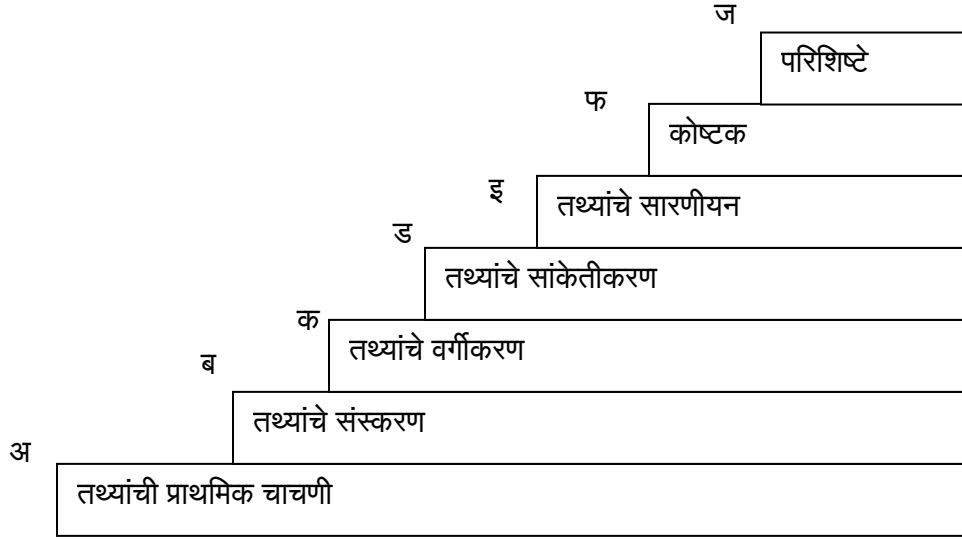 ज
परिशिष्टे
फ
कोष्टक
इ
तथ्यांचे सारणीयन
ड
तथ्यांचे सांकेतीकरण
क
तथ्यांचे वर्गीकरण
ब
तथ्यांचे संस्करण
अ
तथ्यांची प्राथमिक चाचणी